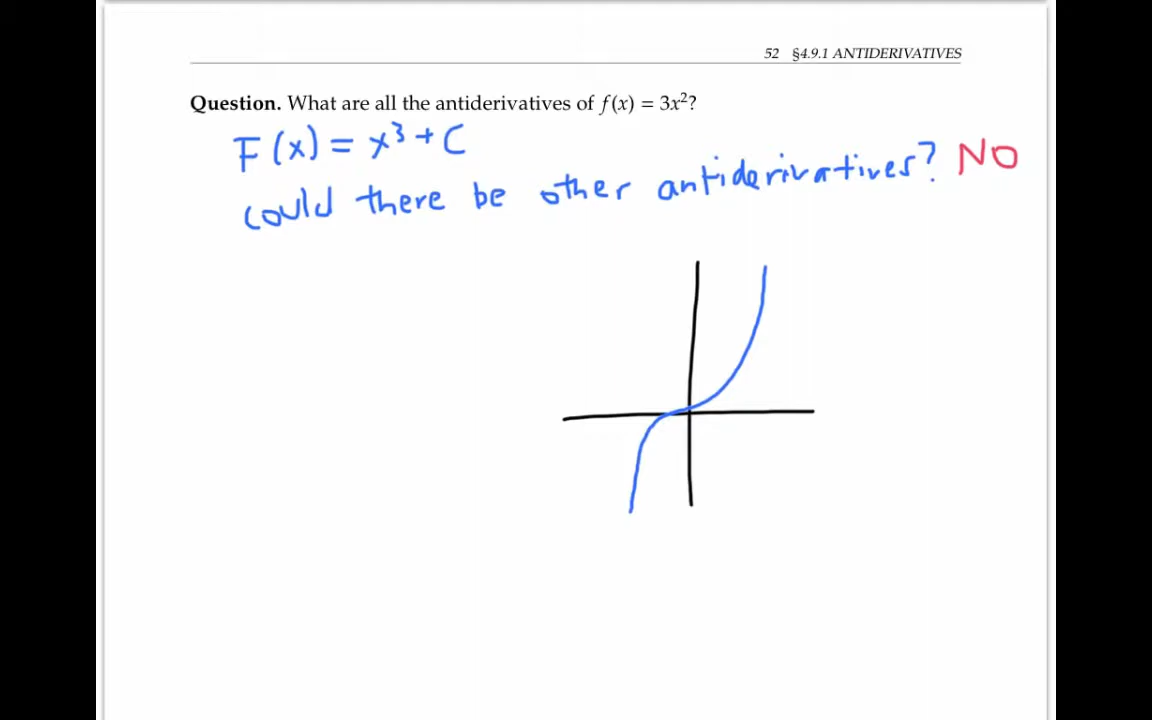 52 §4.9.1 ANTIDERIVATIVES
Question. What are all the antiderivatives of f(x) = 3x²?
F(x) = x³ + C
could there be other antiderivatives? NO